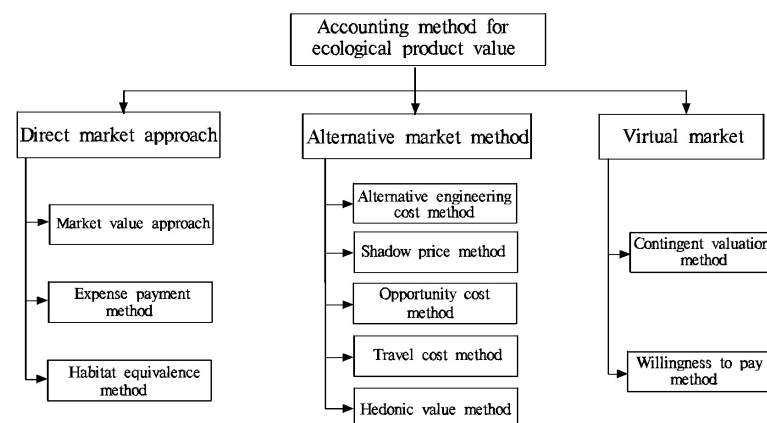 Accounting method for
ecological product value
Direct market approach
Alternative market method
Virtual market
Market value approach
Expense payment
method
Habitat equivalence
method
Alternative engineering
cost method
Shadow price method
Opportunity cost
method
Travel cost method
Hedonic value method
Contingent valuation
method
Willingness to pay
method